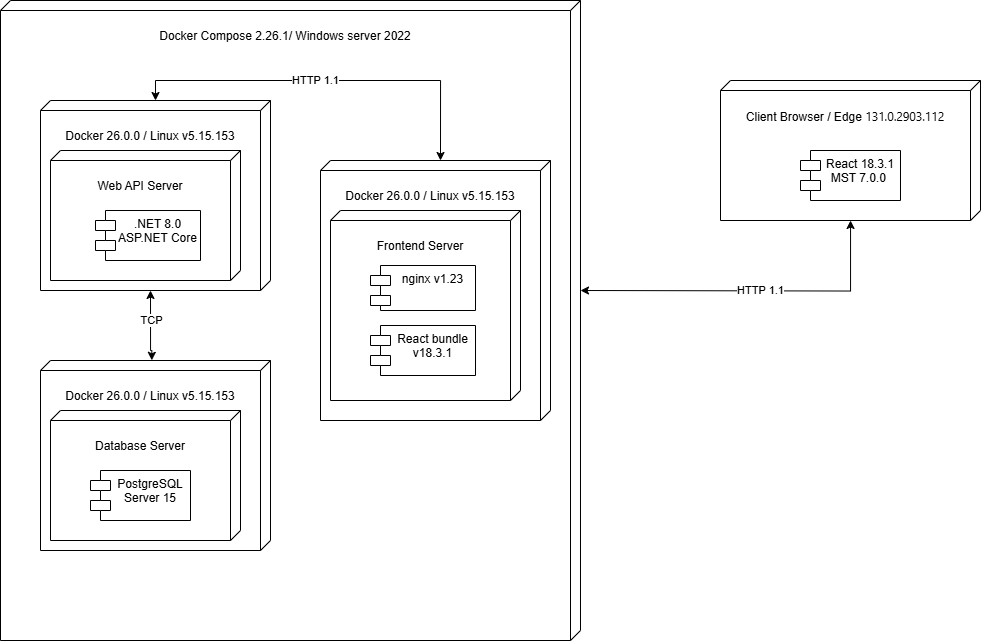 Docker Compose 2.26.1/ Windows server 2022
HTTP 1.1
Docker 26.0.0 / Linux v5.15.153
Web API Server
.NET 8.0
ASP.NET Core
TCP
Docker 26.0.0 / Linux v5.15.153
Database Server
PostgreSQL
Server 15
Docker 26.0.0 / Linux v5.15.153
Frontend Server
nginx v1.23
React bundle
v18.3.1
HTTP 1.1
Client Browser / Edge 131.0.2903.112
React 18.3.1
MST 7.0.0